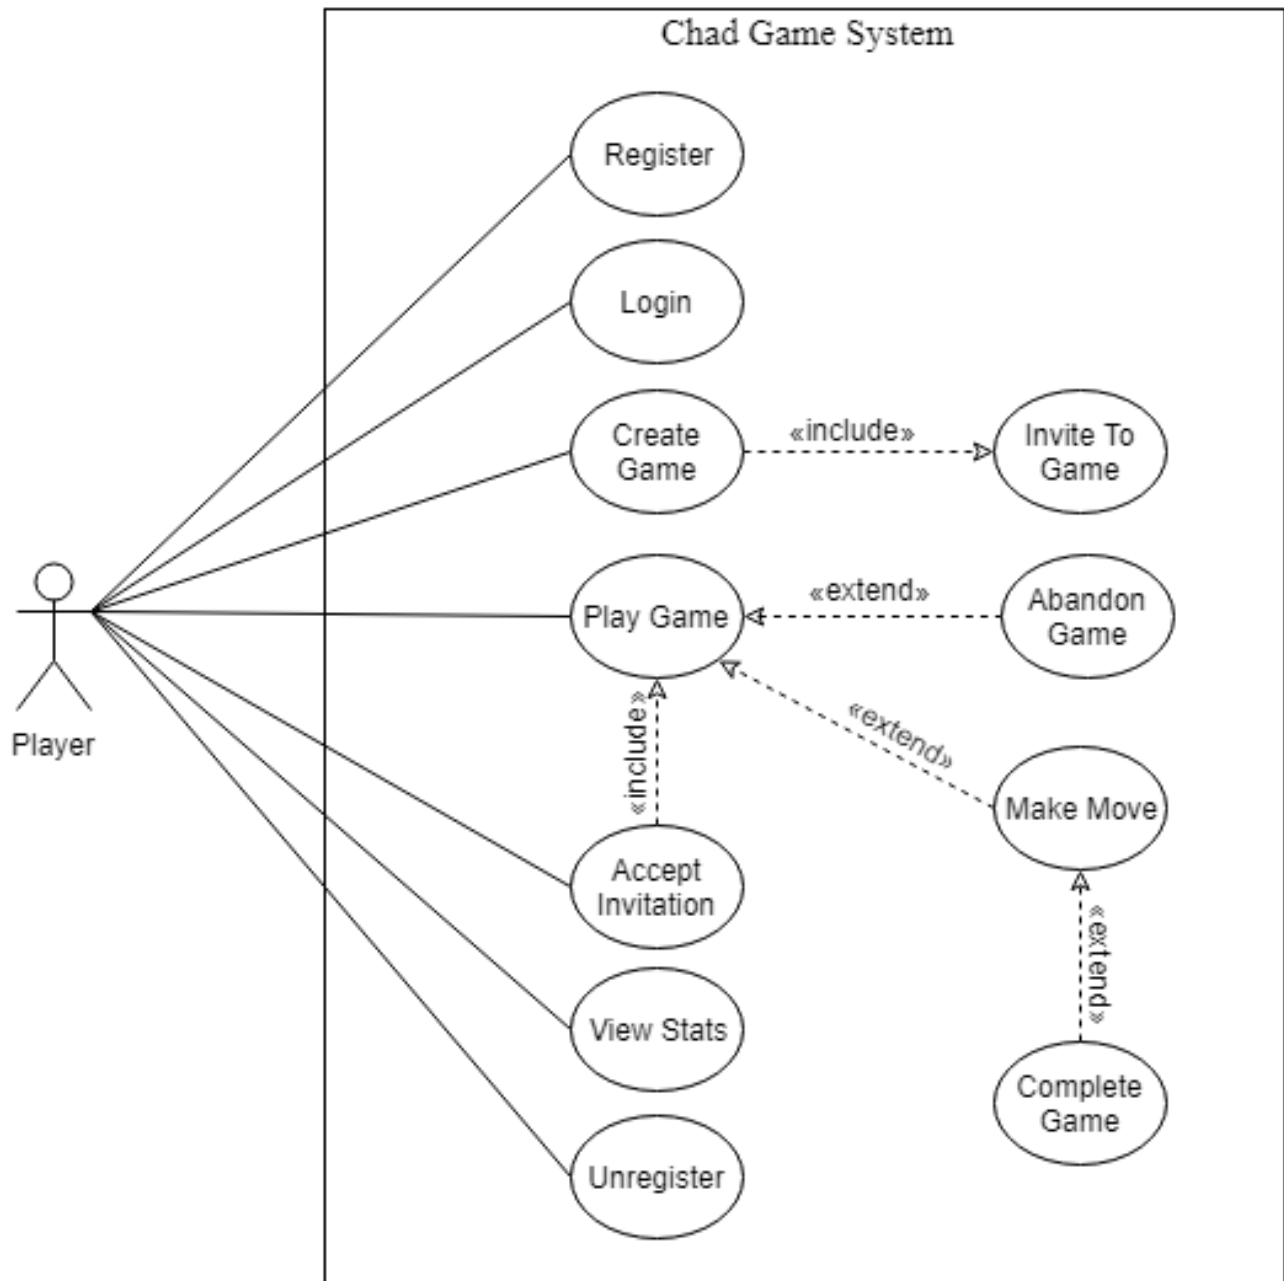 Chad Game System
Register
Login
Create
Game
«include»
Invite To
Game
Play Game
«extend»
Abandon
Game
«extend»
«include»
Player
Make Move
Accept
Invitation
«extend»
View Stats
Complete
Game
Unregister